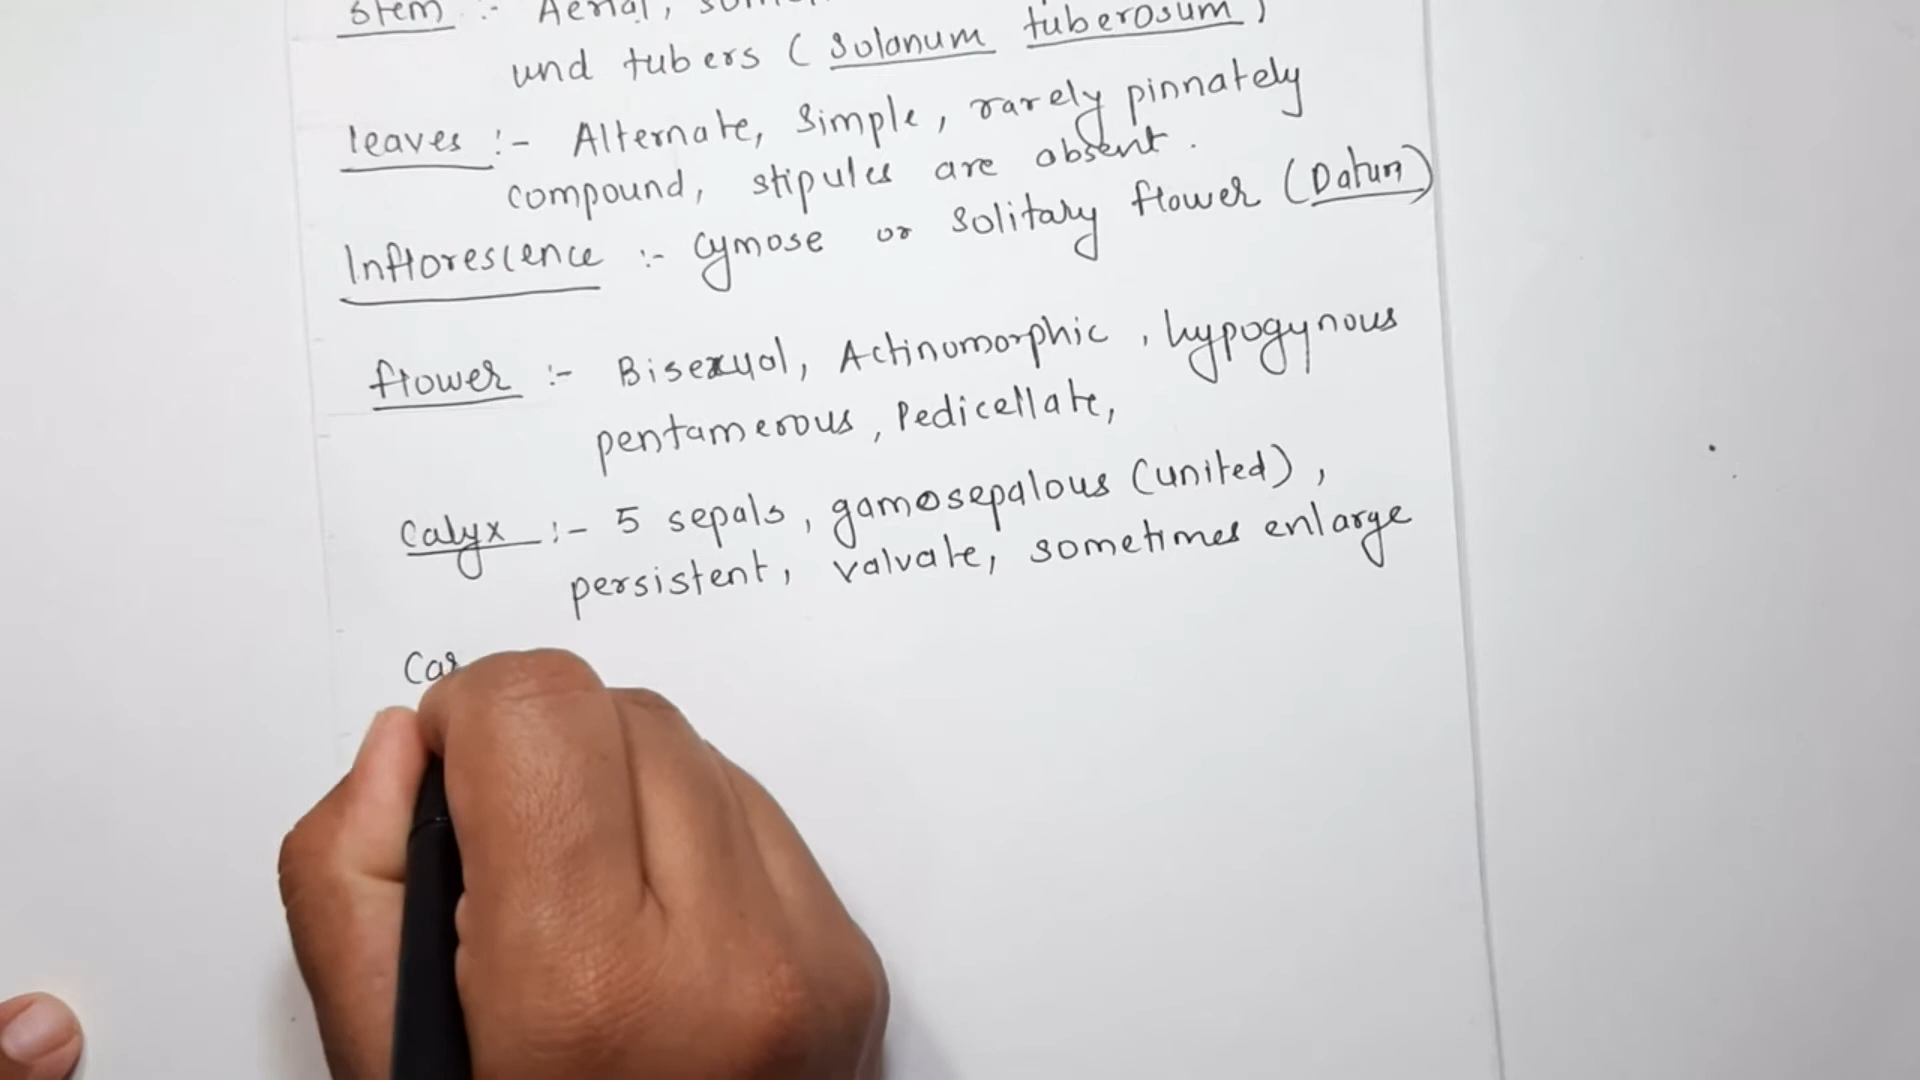 Stem :- Aerial,
und tubers ( Solanum tuberosum )
leaves :- Alternate, Simple, rarely pinnately
compound, stipules are absent.
Inflorescence :- Cymose or Solitary flower (Datura)
flower :- Bisexual, Actinomorphic, hypogynous
pentamerous, Pedicellate,
Calyx :- 5 sepals, gamosepalous (united),
persistent, valvate, sometimes enlarge